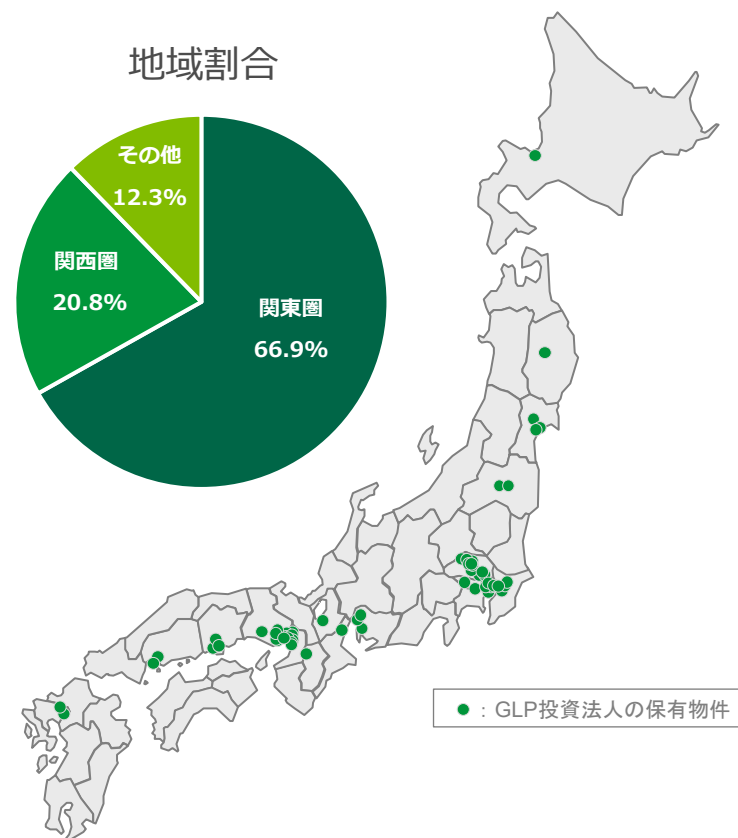 地域割合
その他
12.3%
関西圏
20.8%
関東圏
66.9%
：GLP投資法人の保有物件